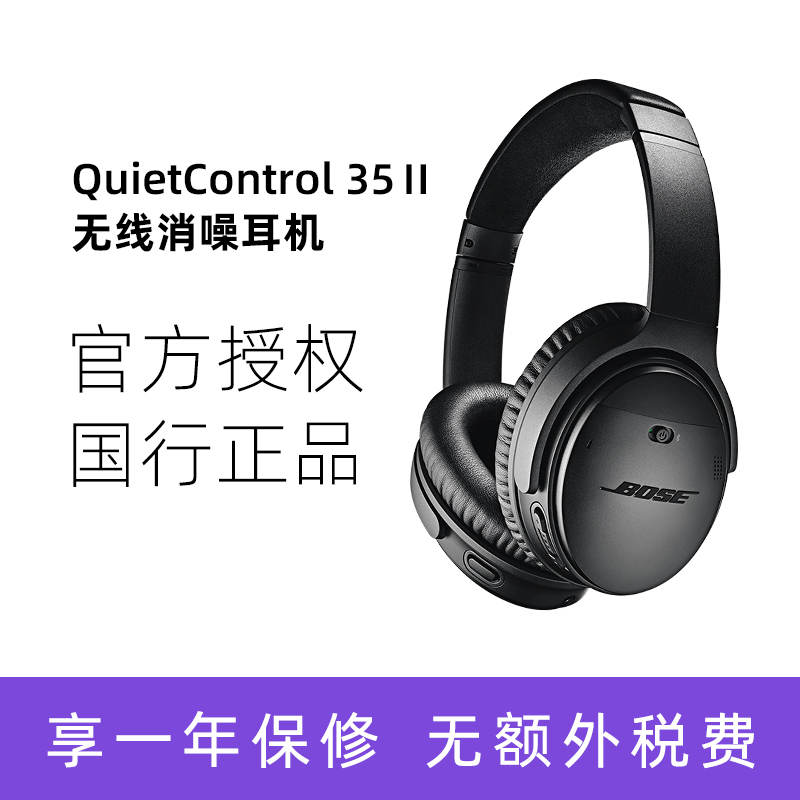 QuietControl 35 II
无线消噪耳机
官方授权
国行正品
BOSE
享一年保修 无额外税费